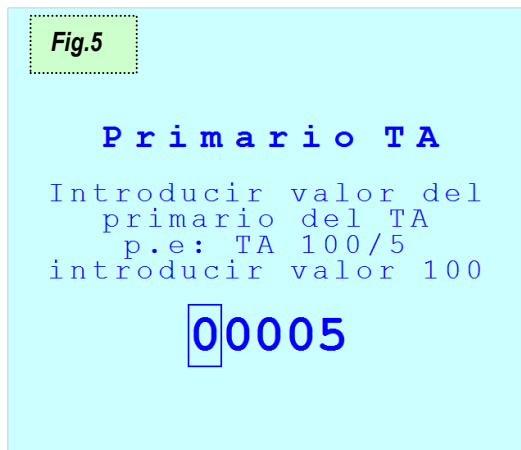 Fig.5
Primario TA
Introducir valor del
primario del TA
p.e: TA 100/5
introducir valor 100
00005